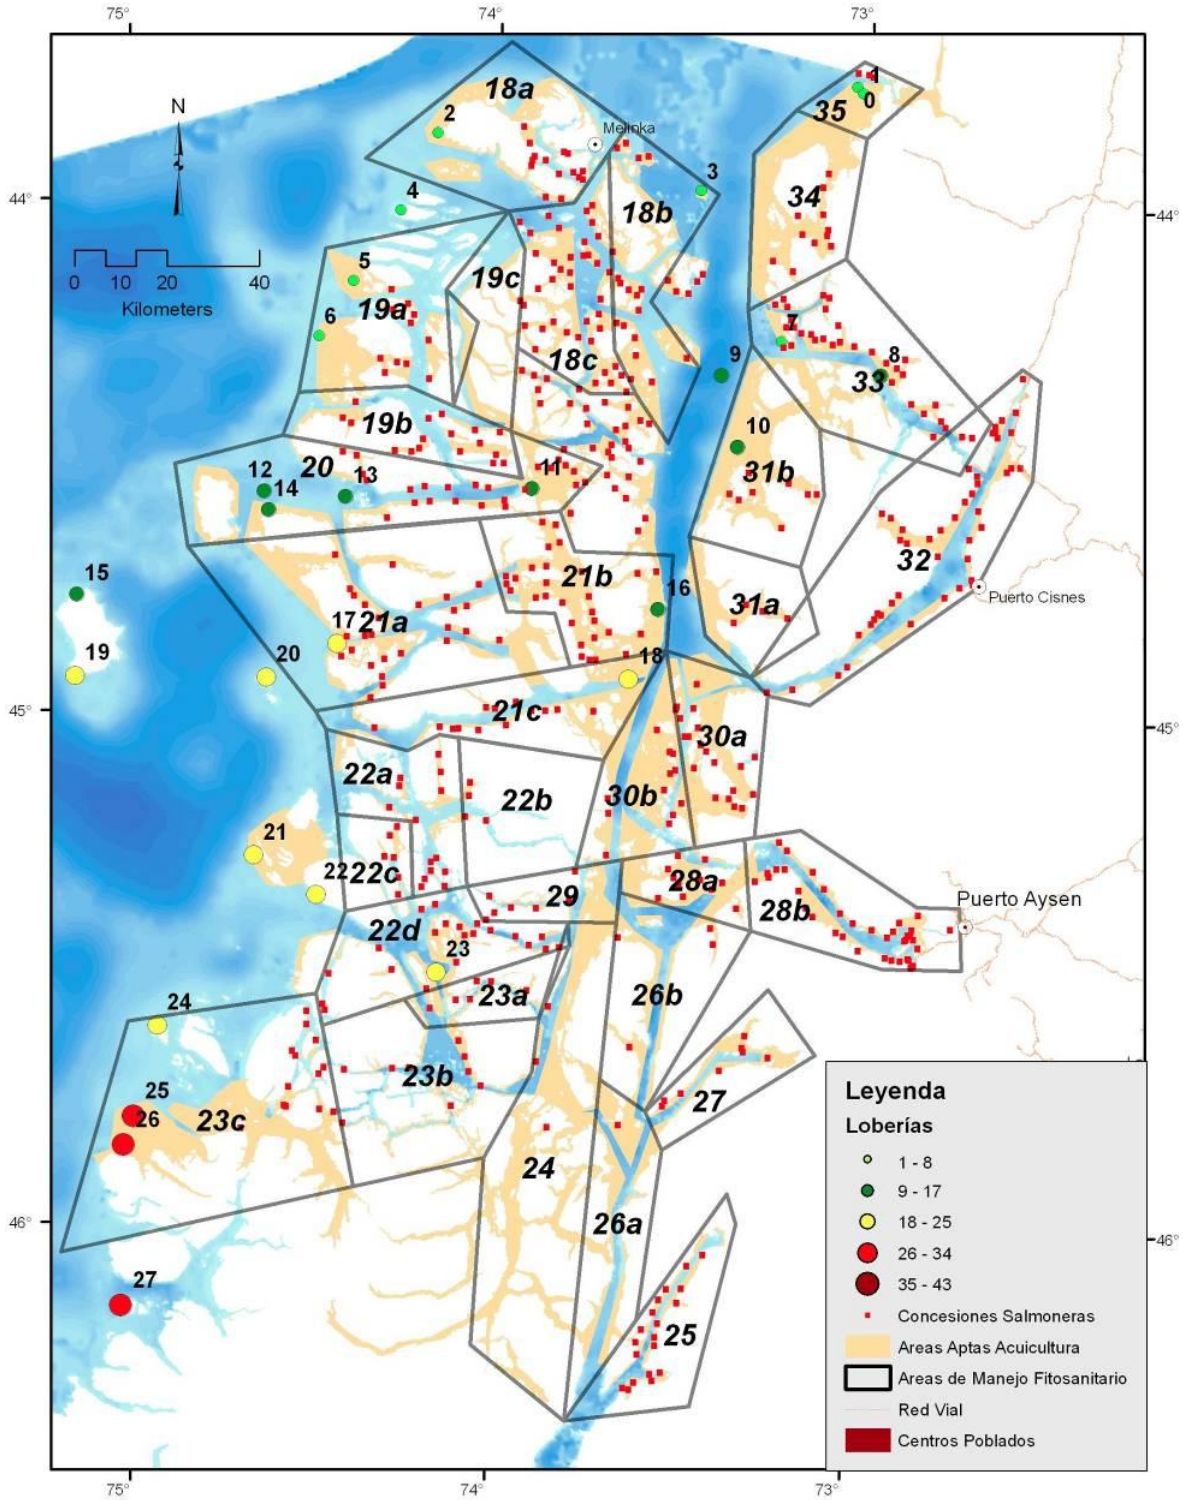 75°
74°
73°
N
1
0
35
18a
2
Melinka
3
34
44°
4
18b
44°
5
19c
0 10 20 40
Kilometers
19a
6
7
18c
9
8
33
19b
10
31b
20
11
12
13
14
32
21b
15
16
31a
Puerto Cisnes
17
21a
18
19
20
21c
45°
45°
30a
22a
22b
30b
21
22
22c
28a
29
28b
Puerto Aysen
22d
23
26b
23a
24
23b
27
25
26
23c
24
26a
46°
46°
27
25
Leyenda
Loberías
1 - 8
9 - 17
18 - 25
26 - 34
35 - 43
Concesiones Salmoneras
Areas Aptas Acuicultura
Areas de Manejo Fitosanitario
Red Vial
Centros Poblados
75°
74°
73°